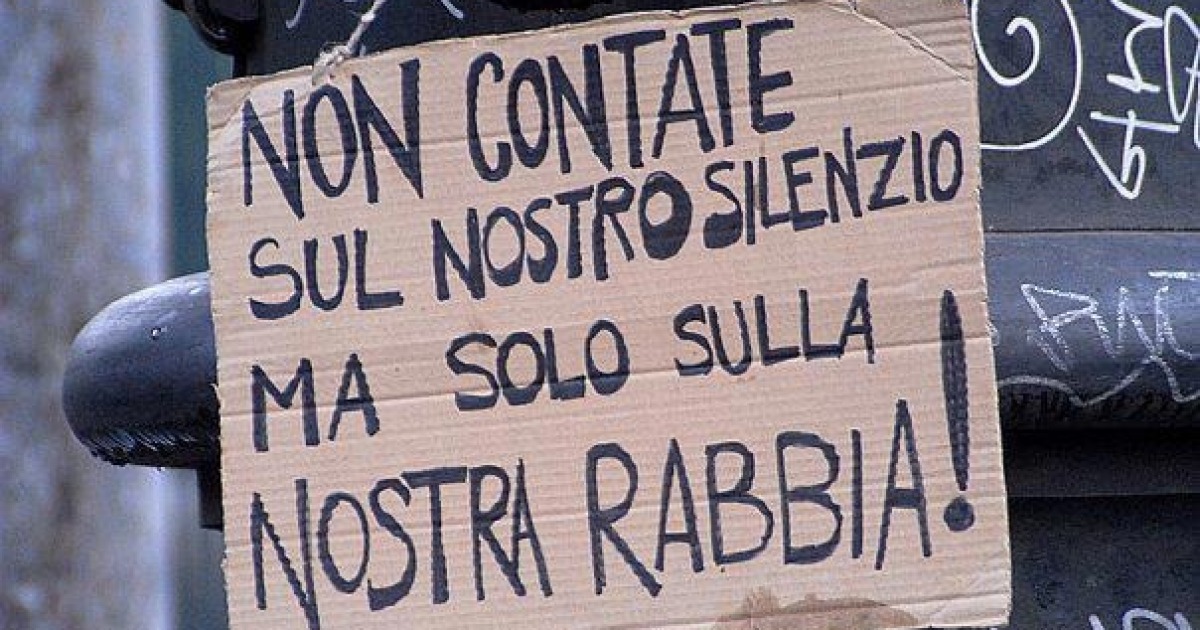 NON CONTATE
SUL NOSTRO SILENZIO
MA SOLO SULLA
NOSTRA RABBIA!